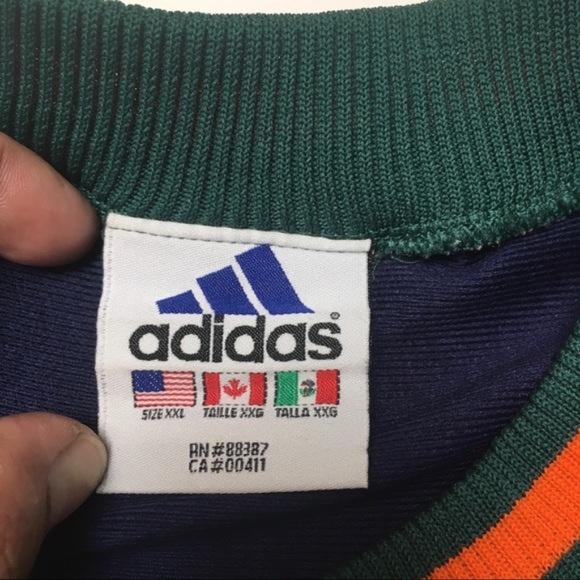 adidas®
SIZE XXL TAILLE XXG TALLA XXG
RN#88387
CA#00411